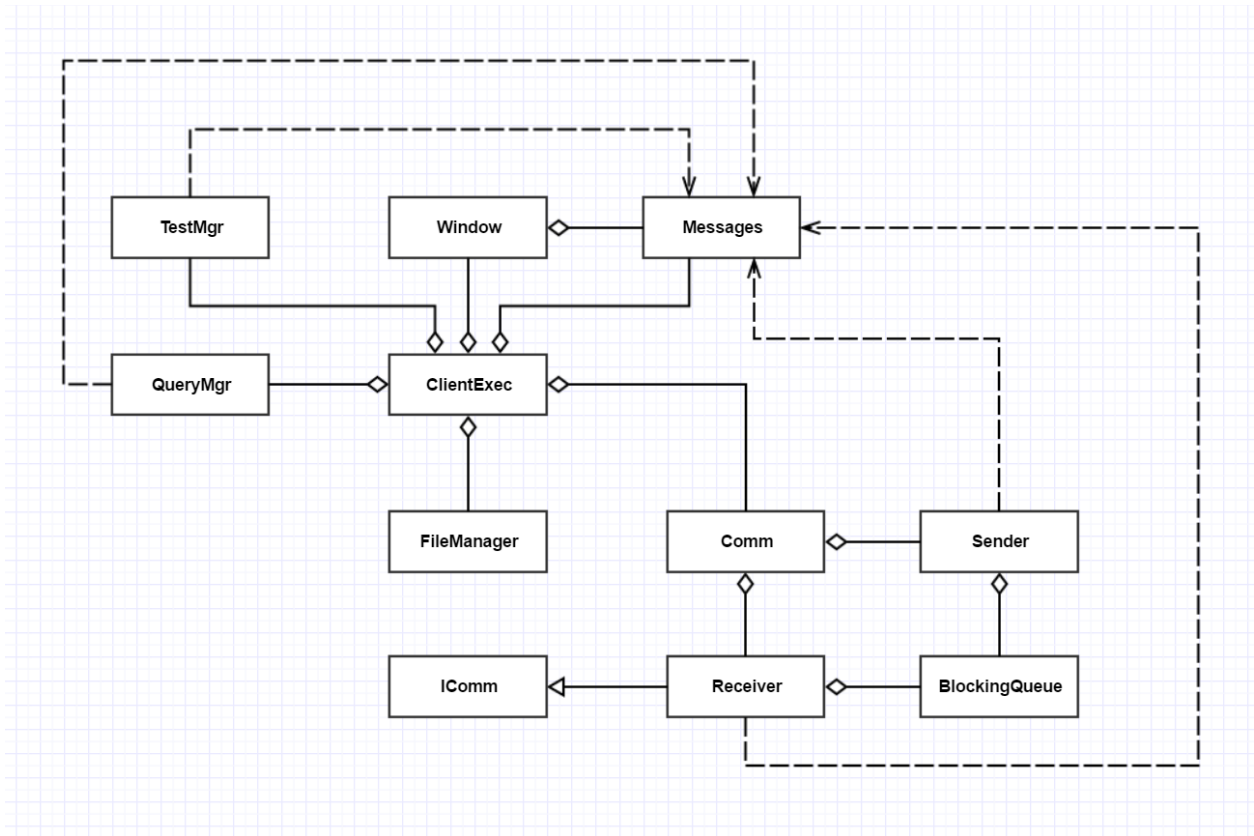 TestMgr
Window
Messages
QueryMgr
ClientExec
FileManager
Comm
Sender
IComm
Receiver
BlockingQueue